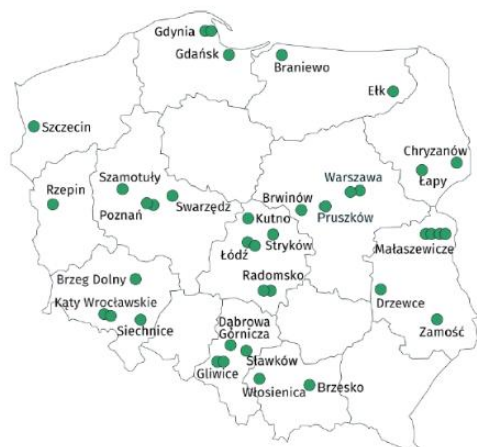 Gdynia
Gdańsk
Braniewo
Ełk
Szczecin
Chryzanów
Łapy
Warszawa
Szamotuły
Rzepin
Swarzędz
Poznań
Brwinów
Pruszków
Kutno
Stryków
Łódź
Małaszewicze
Brzeg Dolny
Radomsko
Drzewce
Kąty Wrocławskie
Siechnice
Dąbrowa
Górnicza
Zamość
Sławków
Gliwice
Włosienica
Brzesko